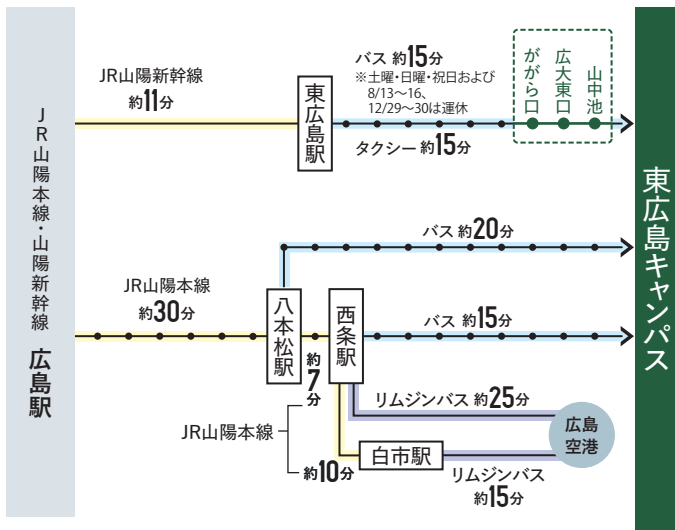 JR山陽本線・山陽新幹線 広島駅
JR山陽新幹線
約11分
東広島駅
バス 約15分
※土曜・日曜・祝日および
8/13〜16、
12/29〜30は運休
タクシー 約15分
ががら口
広大東口
山中池
東広島キャンパス
バス 約20分
JR山陽本線
約30分
八本松駅
約7分
西条駅
バス 約15分
リムジンバス 約25分
広島
空港
JR山陽本線
約10分
白市駅
リムジンバス
約15分